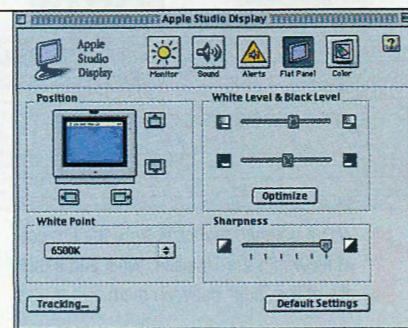 Apple Studio Display
Apple
Studio
Display
Monitor
Sound
Alerts
Flat Panel
Color
?
Position
White Level & Black Level
Optimize
White Point
Sharpness
6500K
Tracking...
Default Settings